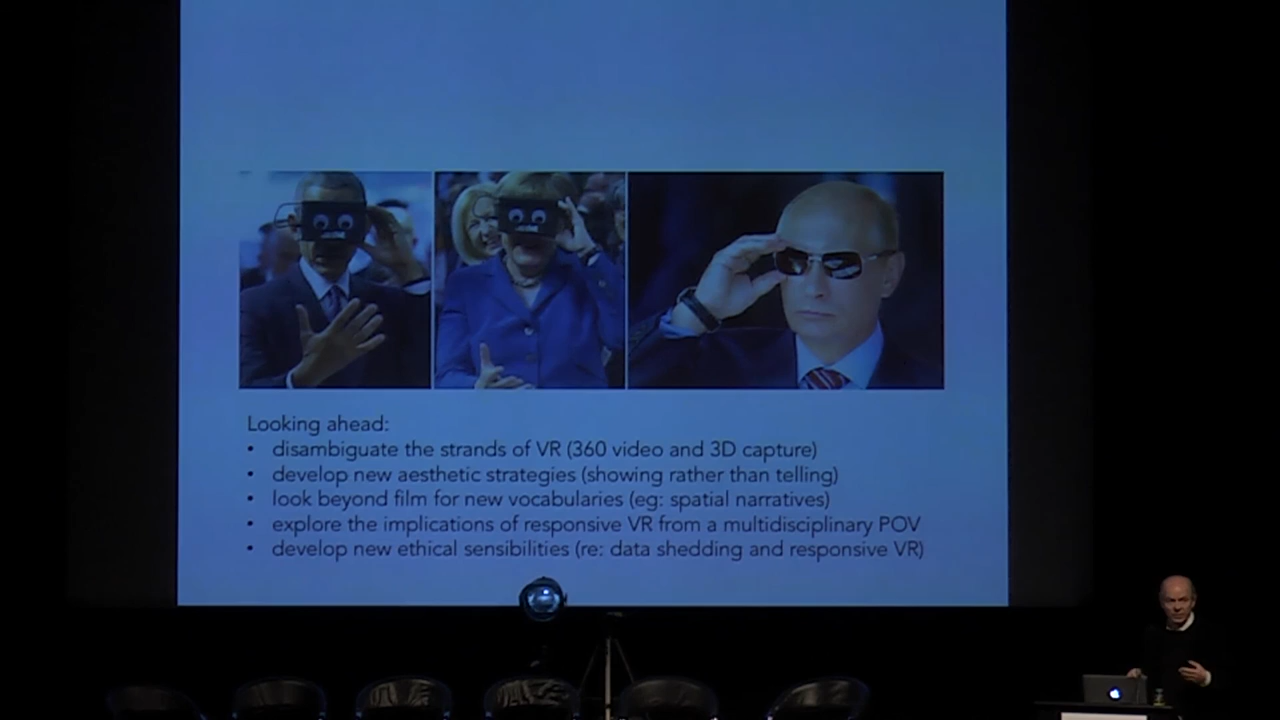 Looking ahead:
• disambiguate the strands of VR (360 video and 3D capture)
• develop new aesthetic strategies (showing rather than telling)
• look beyond film for new vocabularies (eg: spatial narratives)
• explore the implications of responsive VR from a multidisciplinary POV
• develop new ethical sensibilities (re: data shedding and responsive VR)